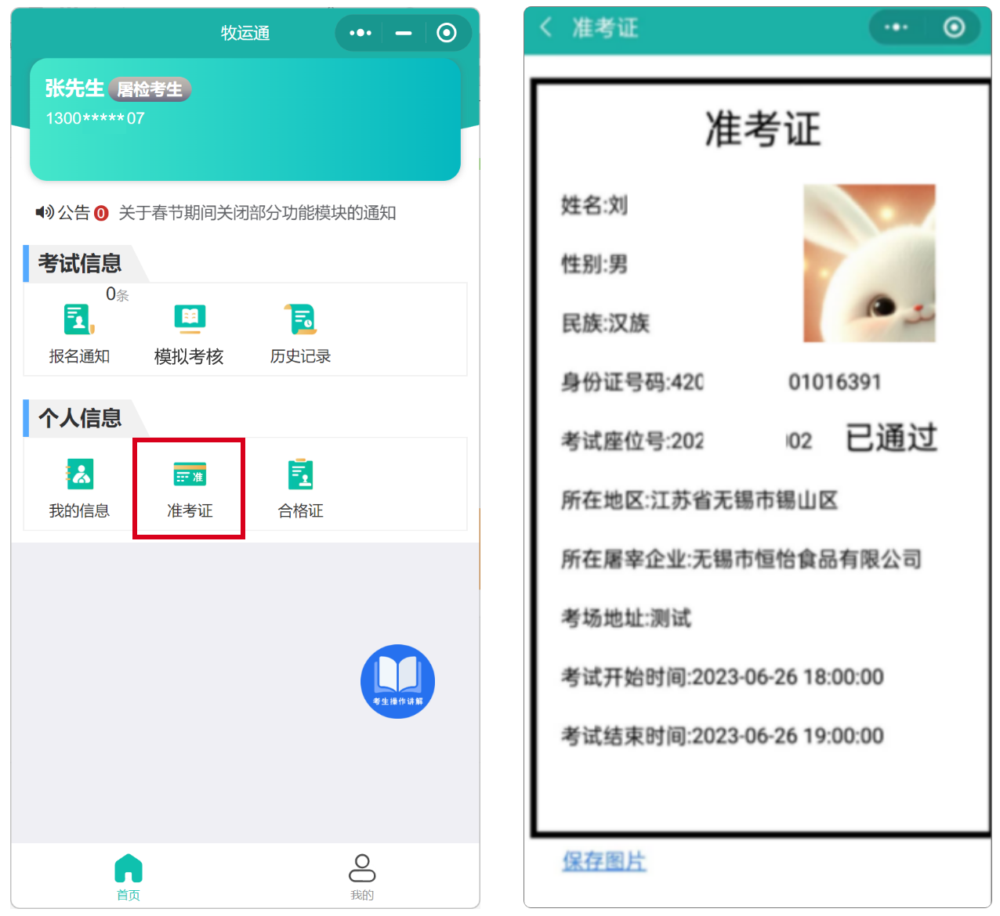 牧运通
张先生 屠检考生
1300*****07
公告 0 关于春节期间关闭部分功能模块的通知
考试信息
0条
报名通知 模拟考核 历史记录
个人信息
准
我的信息 准考证 合格证
考生操作讲解
首页 我的
准考证
准考证
姓名:刘
性别:男
民族:汉族
身份证号码:420 01016391
考试座位号:202 002 已通过
所在地区:江苏省无锡市锡山区
所在屠宰企业:无锡市恒怡食品有限公司
考场地址:测试
考试开始时间:2023-06-26 18:00:00
考试结束时间:2023-06-26 19:00:00
保存图片